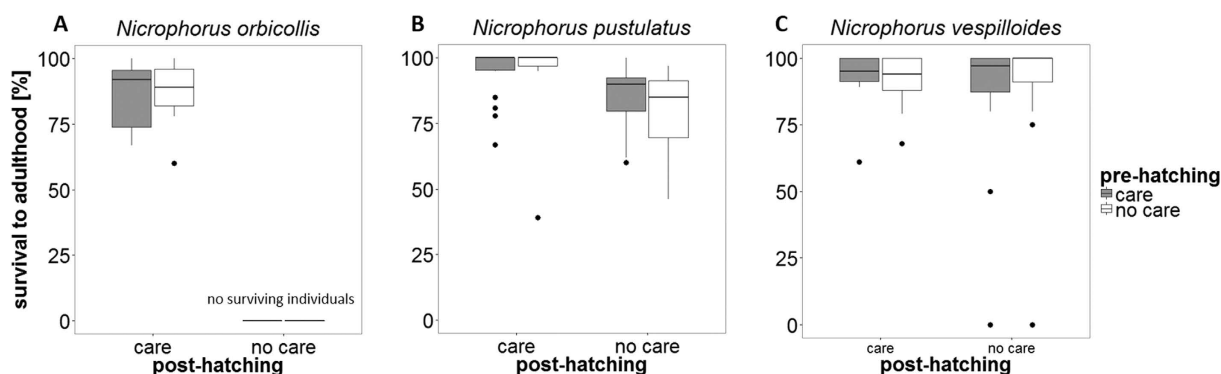 A
Nicrophorus orbicollis
survival to adulthood [%]
100
75
50
25
0
no surviving individuals
care
no care
post-hatching
B
Nicrophorus pustulatus
100
75
50
25
0
care
no care
post-hatching
C
Nicrophorus vespilloides
100
75
50
25
0
care
no care
post-hatching
pre-hatching
care
no care